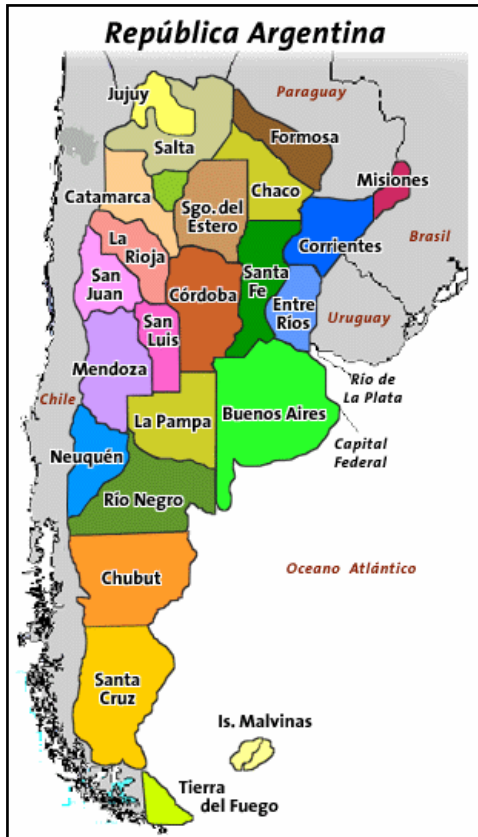 República Argentina
Jujuy
Paraguay
Formosa
Salta
Misiones
Catamarca
Chaco
Sgo. del
Estero
Brasil
La
Rioja
Corrientes
San
Juan
Santa
Fe
Córdoba
Entre
Ríos
San
Luis
Uruguay
Mendoza
Río de
La Plata
Chile
La Pampa
Buenos Aires
Capital
Federal
Neuquén
Río Negro
Oceano Atlántico
Chubut
Santa
Cruz
Is. Malvinas
Tierra
del Fuego